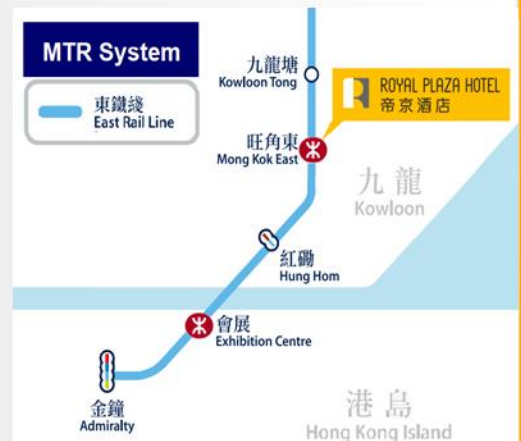 MTR System
東鐵綫
East Rail Line
九龍塘
Kowloon Tong
ROYAL PLAZA HOTEL
帝京酒店
旺角東
Mong Kok East
九龍
Kowloon
紅磡
Hung Hom
會展
Exhibition Centre
金鐘
Admiralty
港島
Hong Kong Island